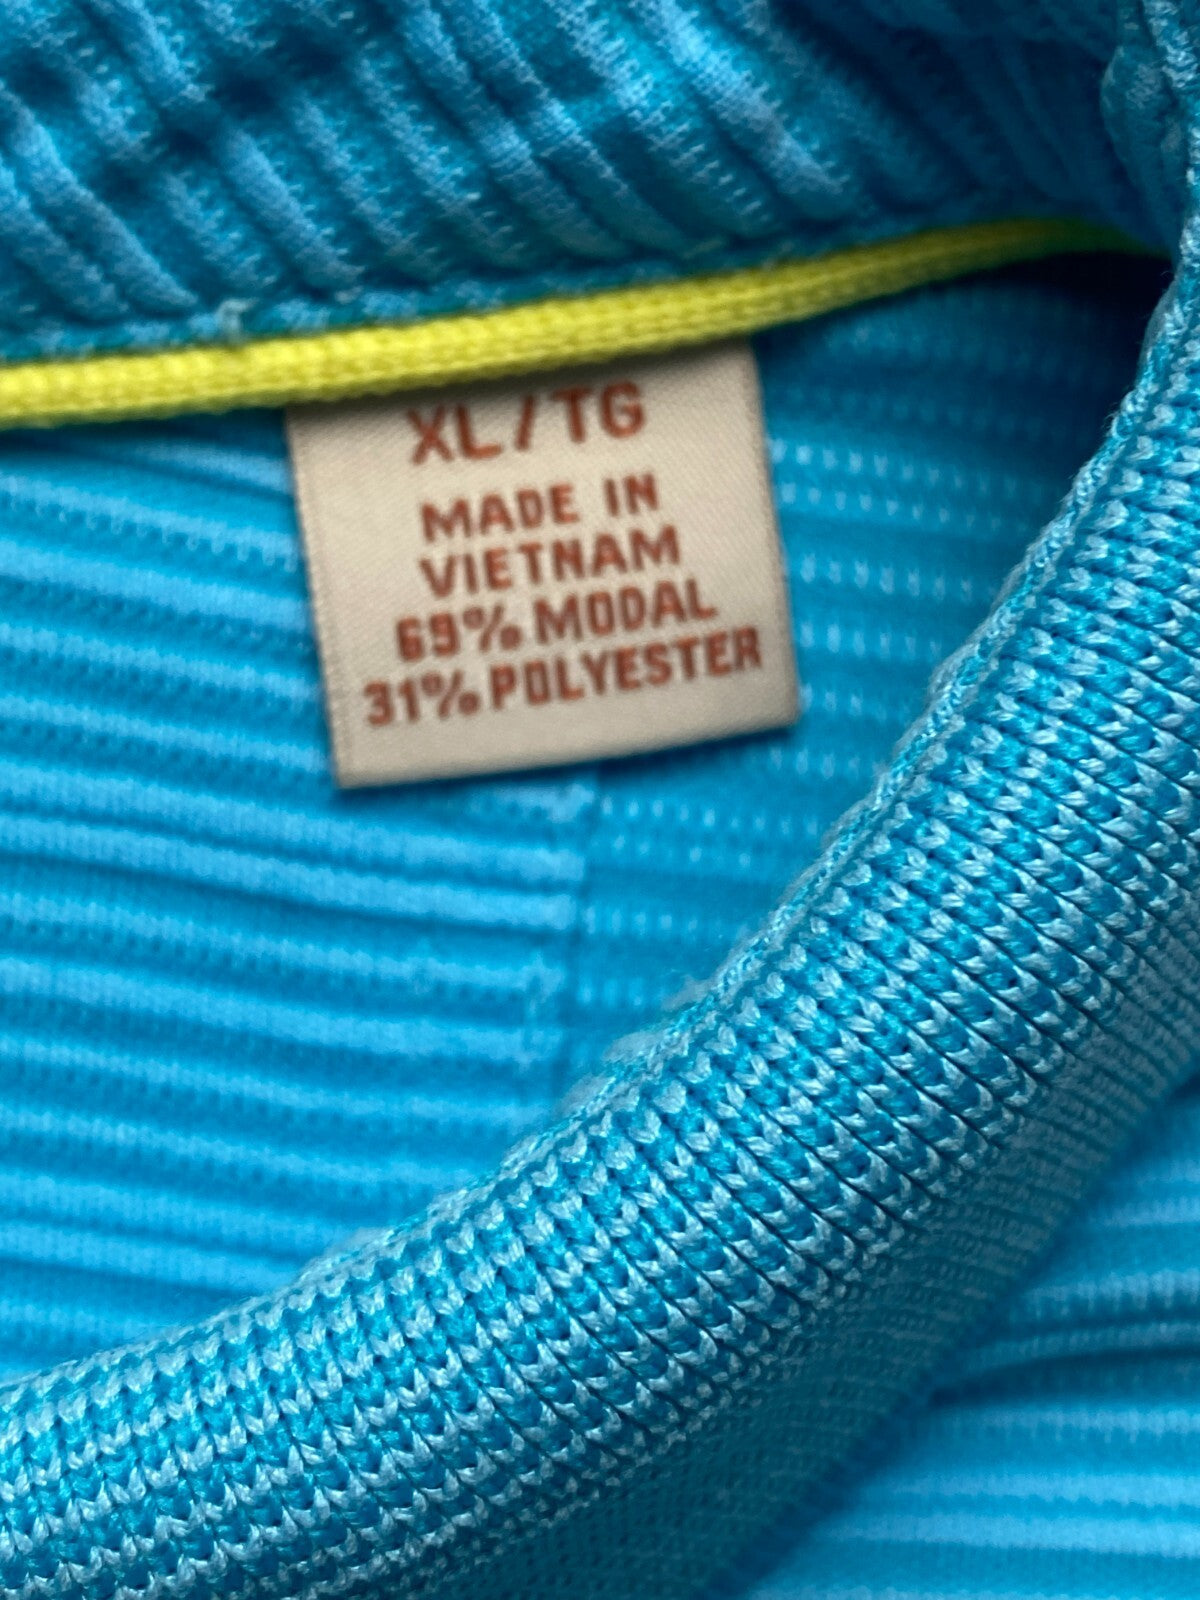 XL/TG
MADE IN
VIETNAM
69% MODAL
31% POLYESTER